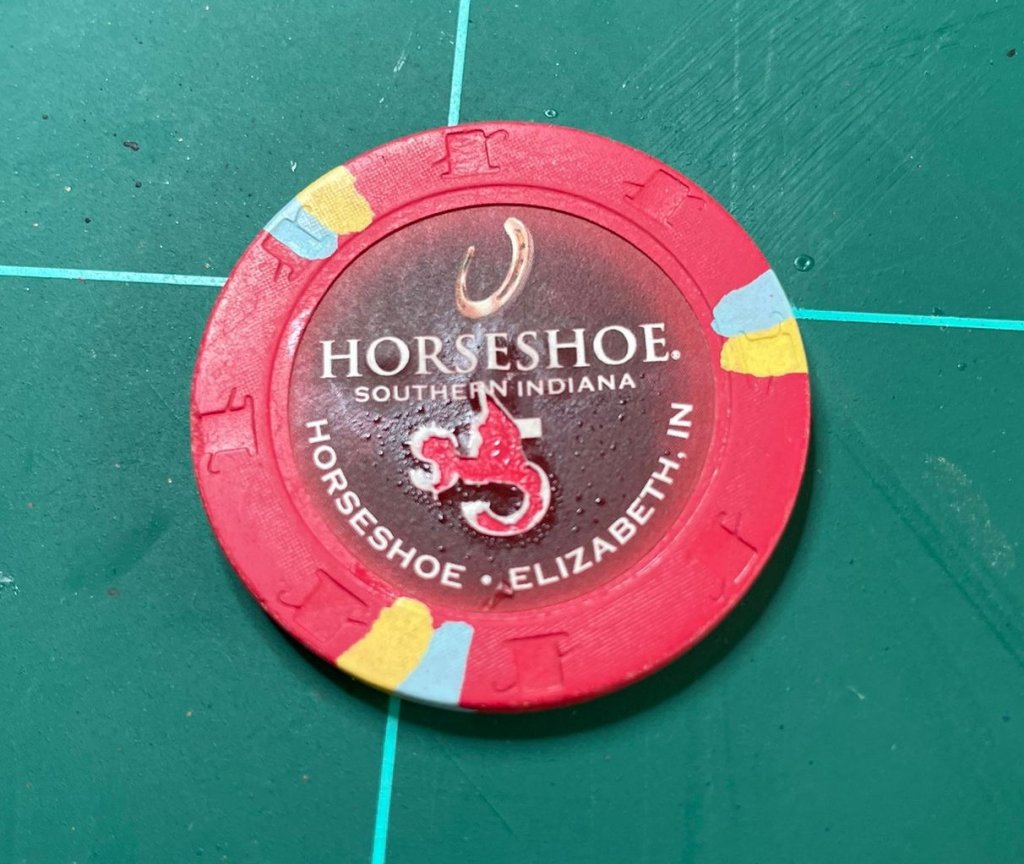 HORSESHOE®
SOUTHERN INDIANA
5
HORSESHOE • ELIZABETH, IN